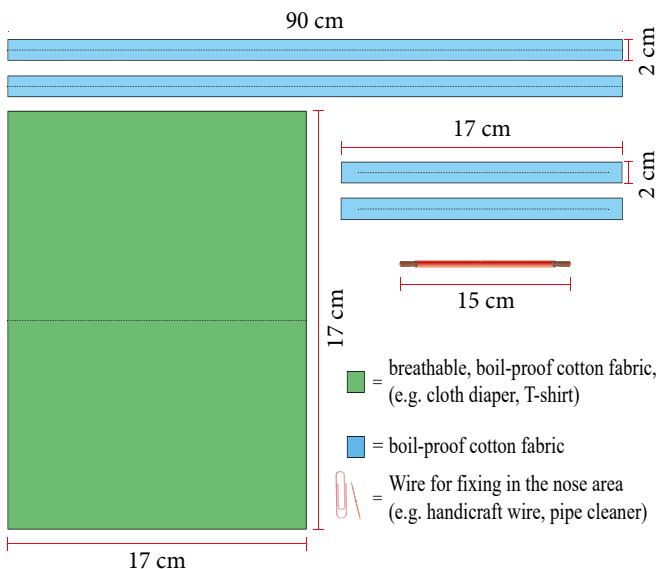 90 cm
2 cm
17 cm
2 cm
15 cm
17 cm
= breathable, boil-proof cotton fabric,
(e.g. cloth diaper, T-shirt)
= boil-proof cotton fabric
= Wire for fixing in the nose area
(e.g. handicraft wire, pipe cleaner)
17 cm